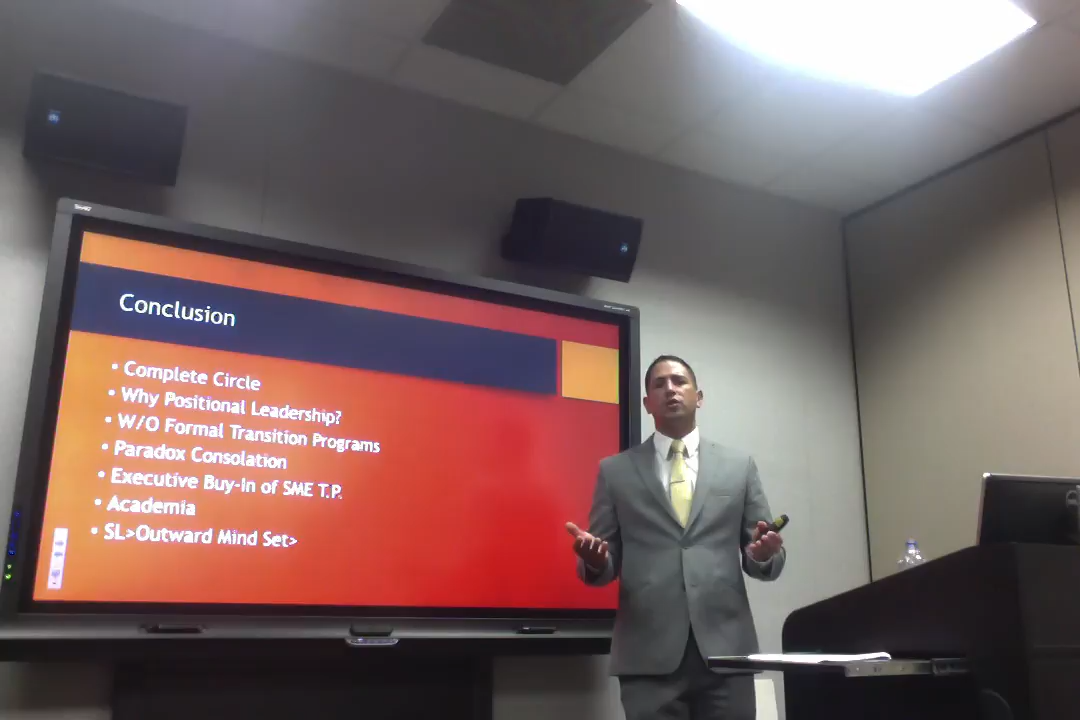 Conclusion
• Complete Circle
• Why Positional Leadership?
• W/O Formal Transition Programs
• Paradox Consolation
• Executive Buy-In of SME T.P.
• Academia
• SL>Outward Mind Set>